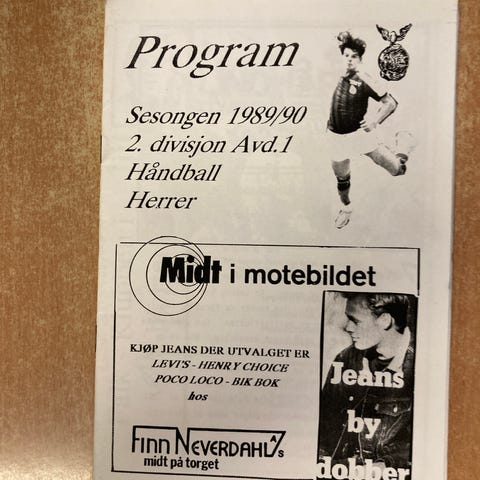 Program
Sesongen 1989/90
2. divisjon Avd.1
Håndball
Herrer
Midt i motebildet
KJØP JEANS DER UTVALGET ER
LEVI'S - HENRY CHOICE
POCO LOCO - BIK BOK
hos
FINN NEVERDAHL A/S
midt på torget
Jeans
by
dobber